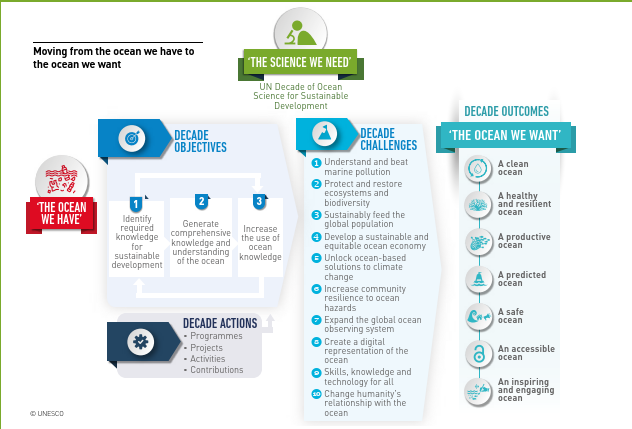 Moving from the ocean we have to
the ocean we want
'THE SCIENCE WE NEED'
UN Decade of Ocean
Science for Sustainable
Development
'THE OCEAN
WE HAVE'
DECADE
OBJECTIVES
1
Identify
required
knowledge
for
sustainable
development
2
Generate
comprehensive
knowledge and
understanding
of the ocean
3
Increase
the use of
ocean
knowledge
DECADE ACTIONS
• Programmes
• Projects
• Activities
• Contributions
DECADE
CHALLENGES
1 Understand and beat
marine pollution
2 Protect and restore
ecosystems and
biodiversity
3 Sustainably feed the
global population
4 Develop a sustainable and
equitable ocean economy
5 Unlock ocean-based
solutions to climate
change
6 Increase community
resilience to ocean
hazards
7 Expand the global ocean
observing system
8 Create a digital
representation of the
ocean
9 Skills, knowledge and
technology for all
10 Change humanity's
relationship with the
ocean
DECADE OUTCOMES
'THE OCEAN WE WANT'
A clean
ocean
A healthy
and resilient
ocean
A productive
ocean
A predicted
ocean
A safe
ocean
An accessible
ocean
An inspiring
and engaging
ocean
© UNESCO